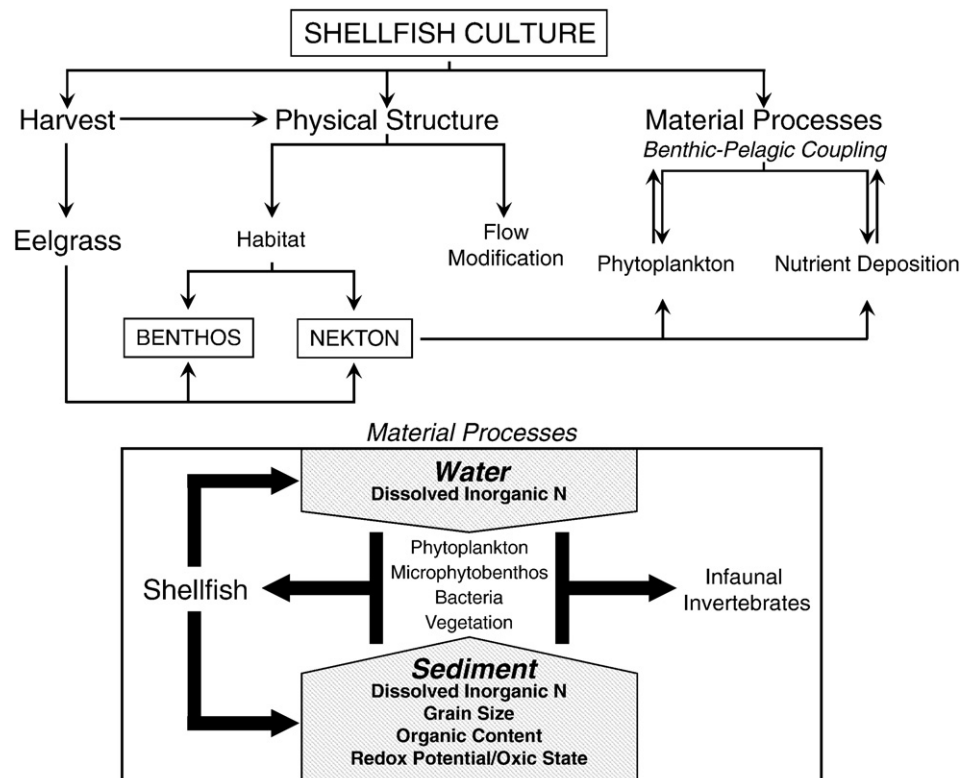 SHELLFISH CULTURE
Harvest
Physical Structure
Material Processes
Benthic-Pelagic Coupling
Eelgrass
Habitat
Flow
Modification
Phytoplankton
Nutrient Deposition
BENTHOS
NEKTON
Material Processes
Water
Dissolved Inorganic N
Phytoplankton
Microphytobenthos
Bacteria
Vegetation
Shellfish
Infaunal
Invertebrates
Sediment
Dissolved Inorganic N
Grain Size
Organic Content
Redox Potential/Oxic State